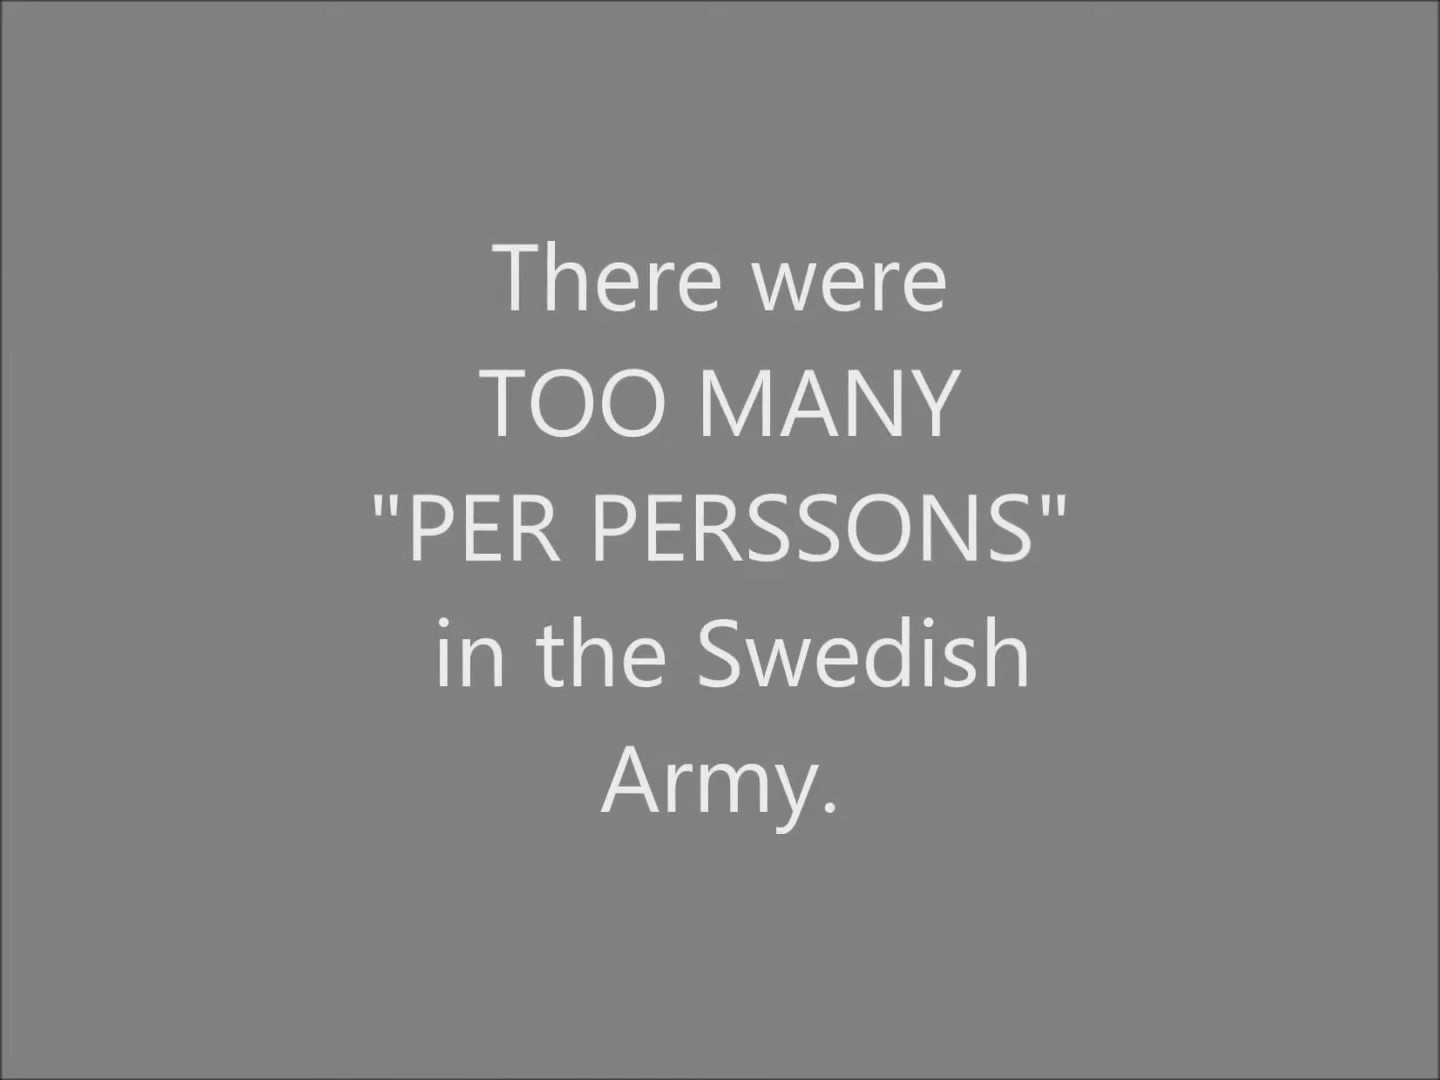 There were
TOO MANY
"PER PERSSONS"
in the Swedish
Army.